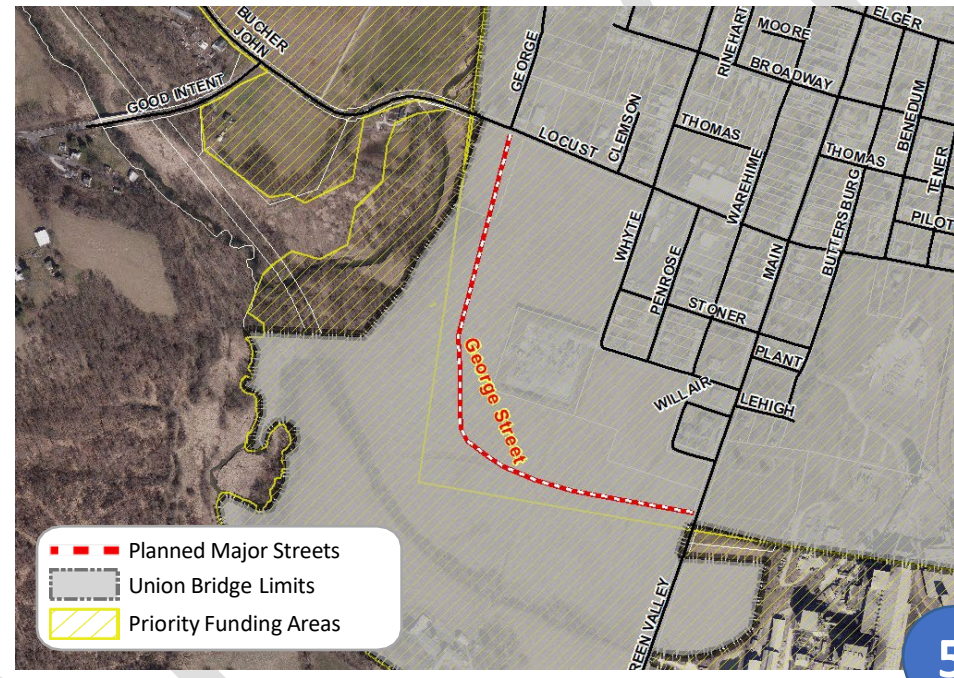 BUCHER
JOHN
GOOD INTENT
GEORGE
LOCUST
CLEMSON
RINEHART
MOORE
ELGER
BROADWAY
THOMAS
THOMAS
BENEDUM
TENER
PILOT
WAREHIME
BUTTERSBURG
MAIN
WHYTE
PENROSE
STONER
PLANT
WILLAIR
LEHIGH
George Street
REEN VALLEY
Planned Major Streets
Union Bridge Limits
Priority Funding Areas
5